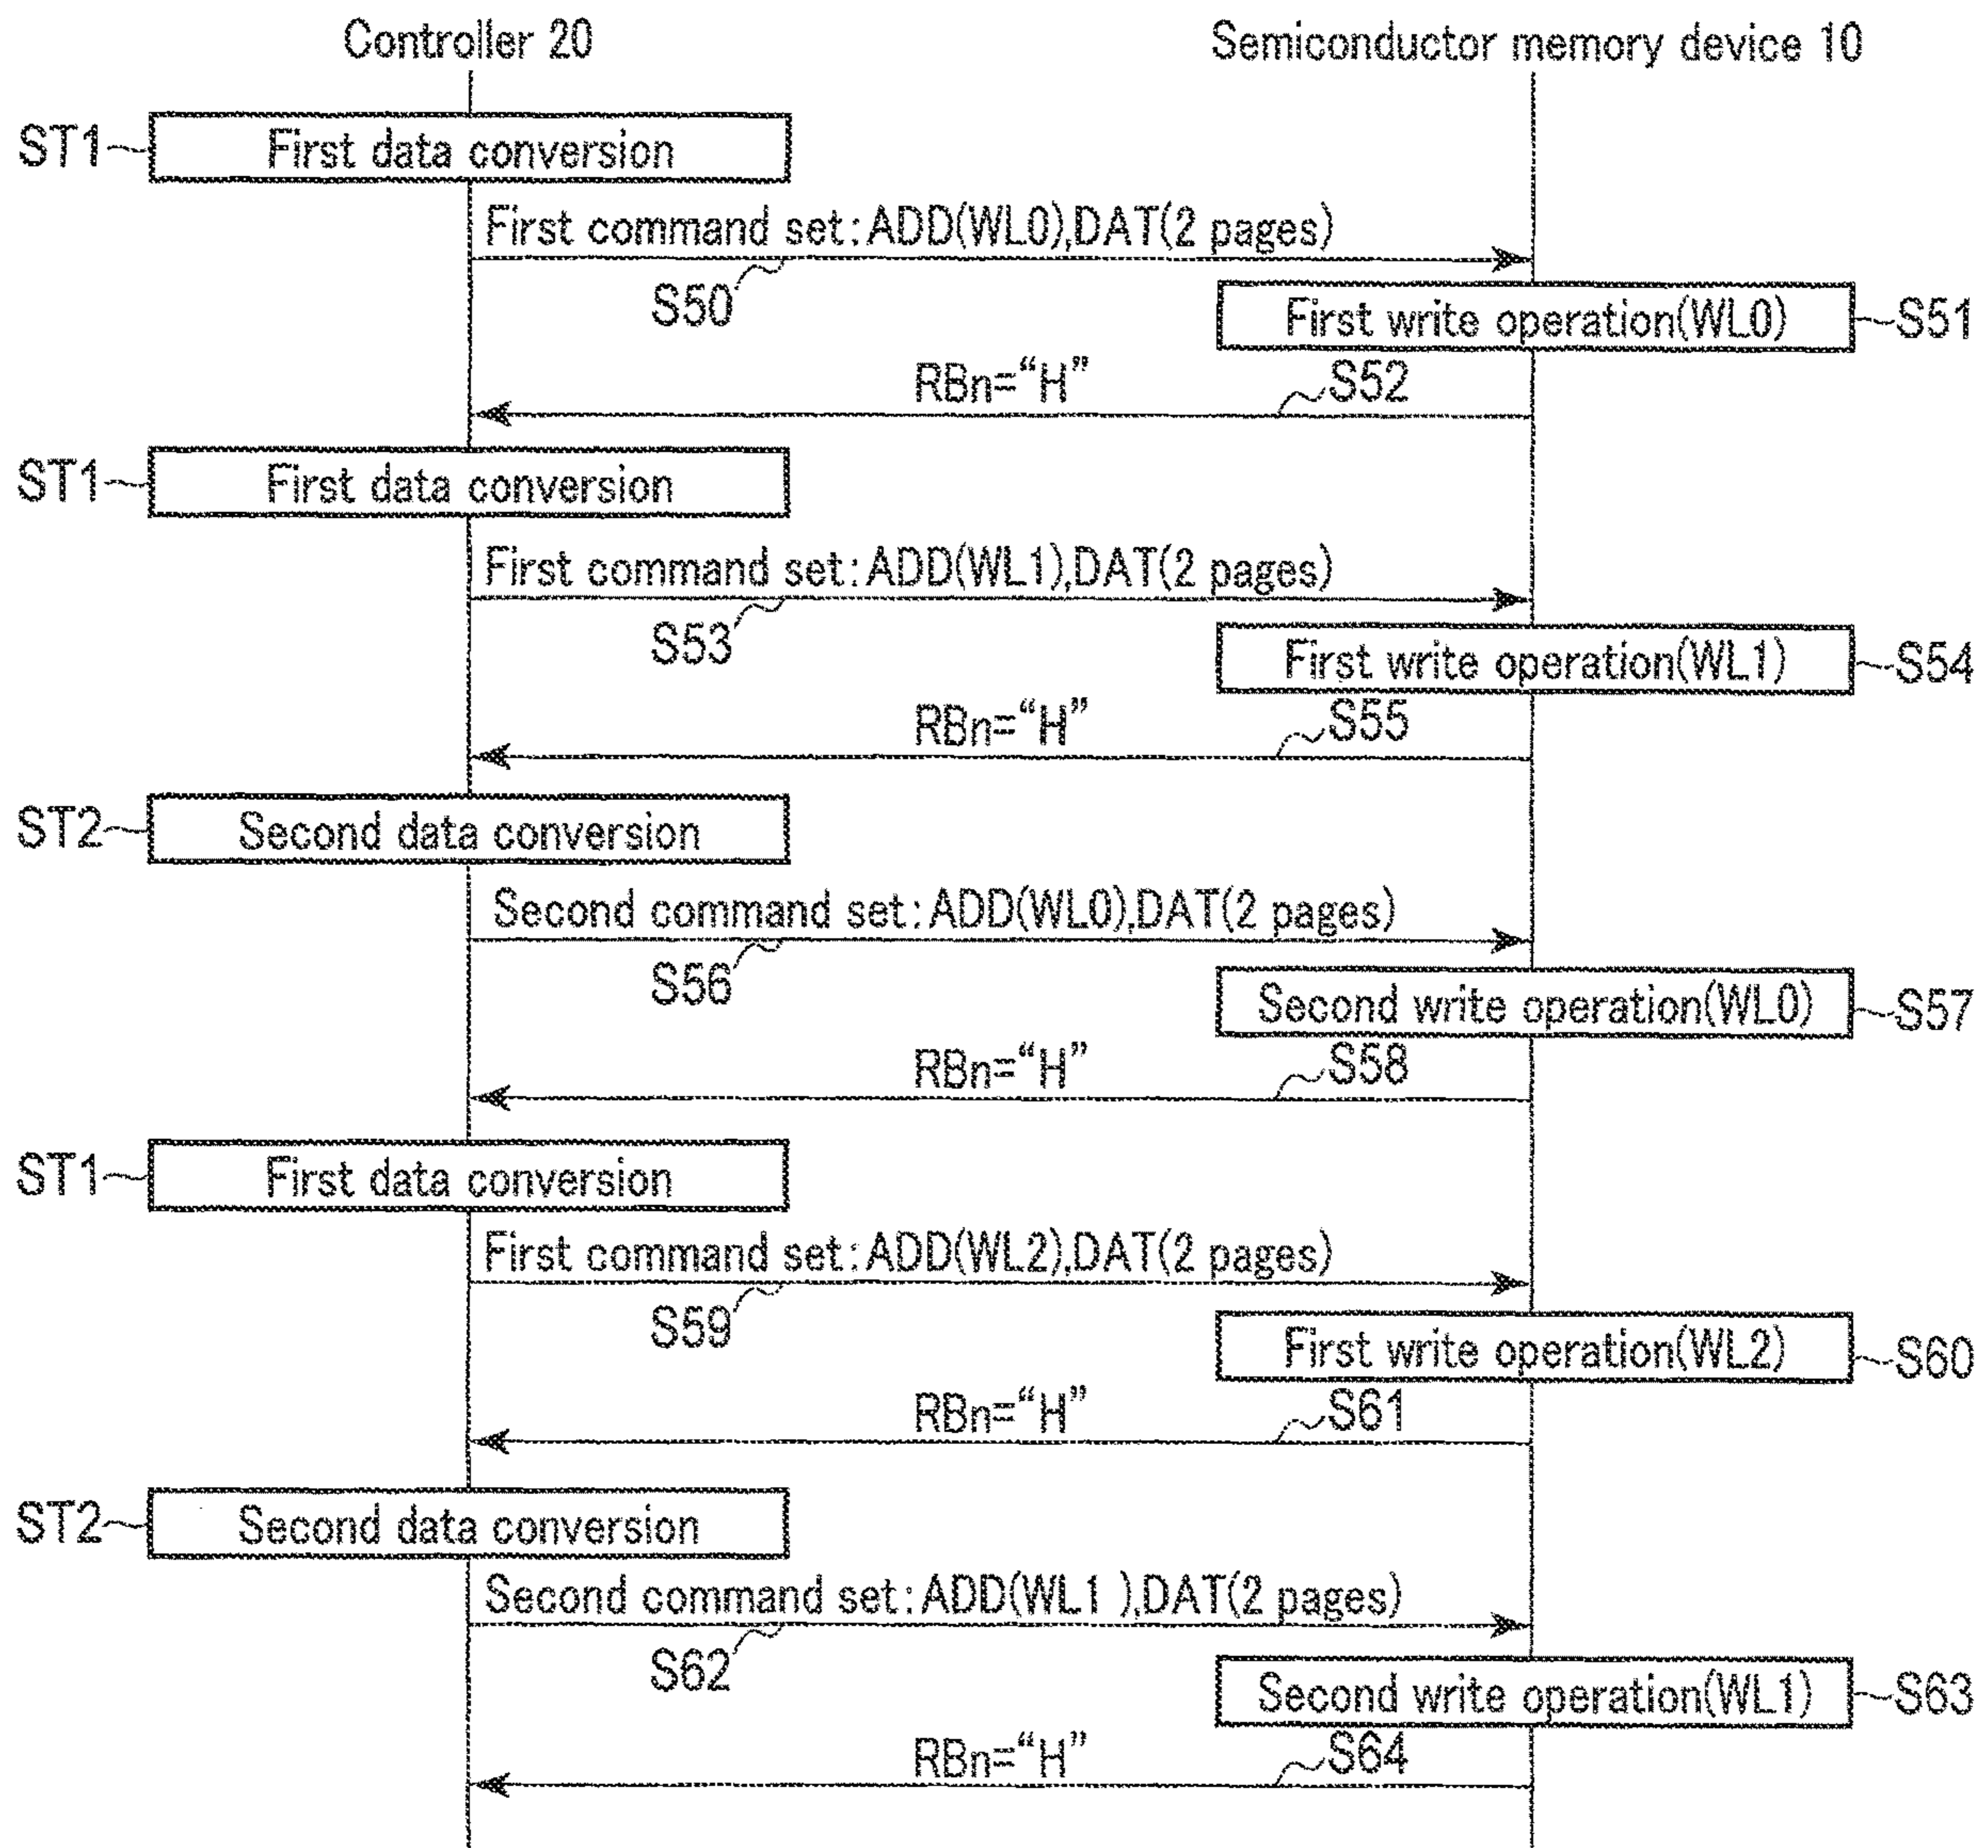 Controller 20
Semiconductor memory device 10
ST1
First data conversion
First command set:ADD(WL0),DAT(2 pages)
S50
First write operation(WL0)
S51
RBn="H"
S52
ST1
First data conversion
First command set:ADD(WL1),DAT(2 pages)
S53
First write operation(WL1)
S54
RBn="H"
S55
ST2
Second data conversion
Second command set:ADD(WL0),DAT(2 pages)
S56
Second write operation(WL0)
S57
RBn="H"
S58
ST1
First data conversion
First command set:ADD(WL2),DAT(2 pages)
S59
First write operation(WL2)
S60
RBn="H"
S61
ST2
Second data conversion
Second command set:ADD(WL1 ),DAT(2 pages)
S62
Second write operation(WL1)
S63
RBn="H"
S64